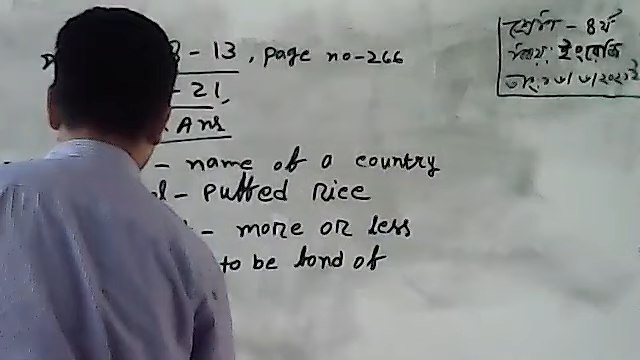 3 - 13, page no-266
- 21,
Ans
- name of a country
- puffed rice
- more or less
to be fond of
শ্রেণি - ৪র্থ
বিষয়: ইংরেজি